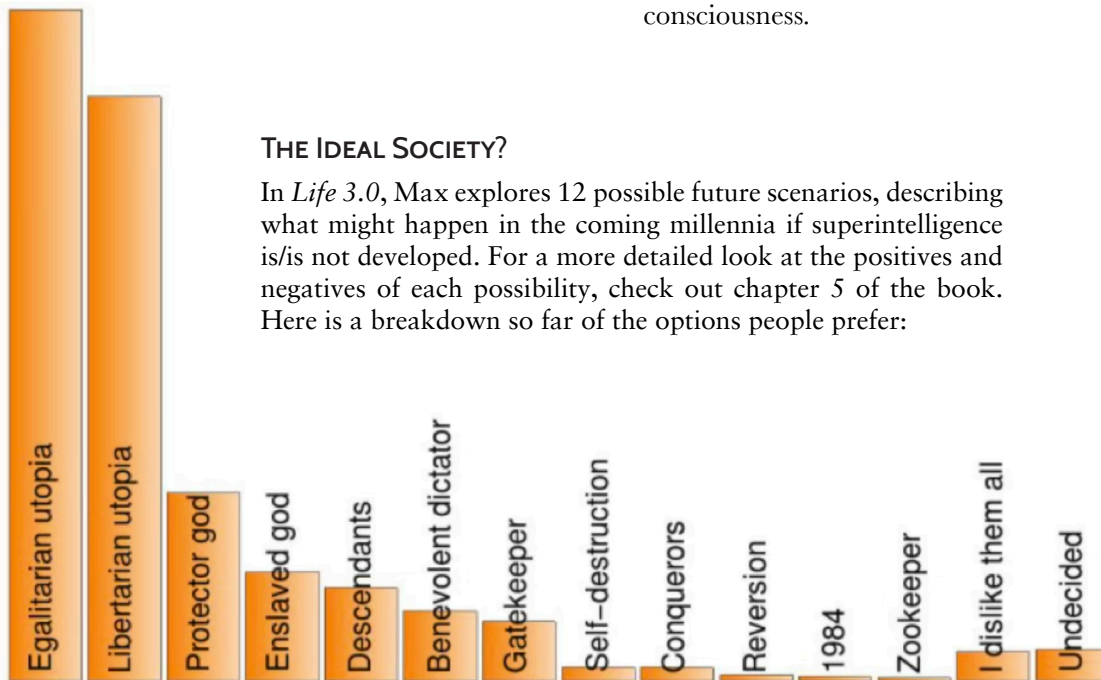 consciousness.
THE IDEAL SOCIETY?
In Life 3.0, Max explores 12 possible future scenarios, describing
what might happen in the coming millennia if superintelligence
is/is not developed. For a more detailed look at the positives and
negatives of each possibility, check out chapter 5 of the book.
Here is a breakdown so far of the options people prefer:
Egalitarian utopia
Libertarian utopia
Protector god
Enslaved god
Descendants
Benevolent dictator
Gatekeeper
Self-destruction
Conquerors
Reversion
1984
Zookeeper
I dislike them all
Undecided